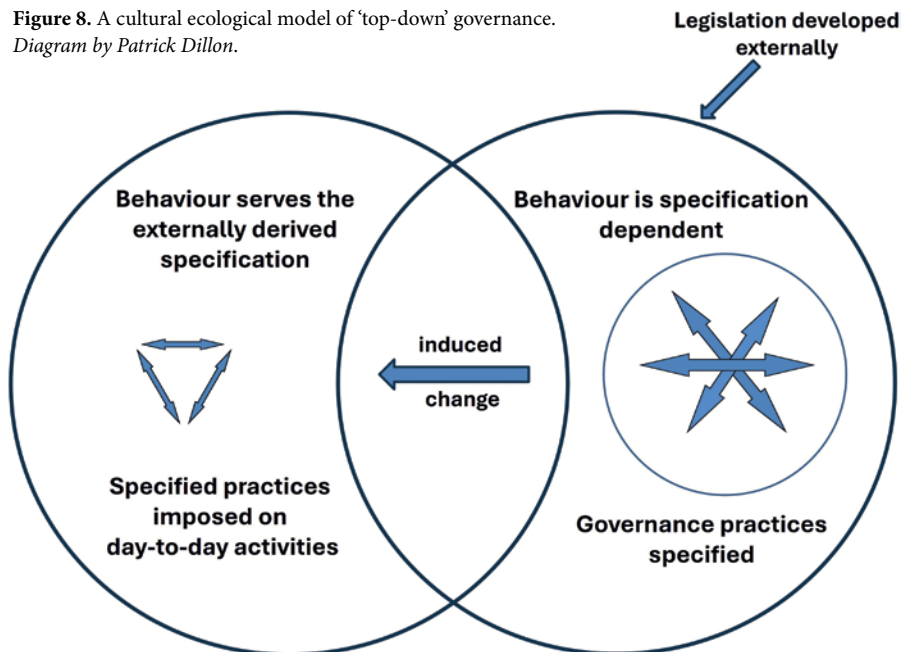 Figure 8. A cultural ecological model of ‘top-down’ governance.
Diagram by Patrick Dillon.
Legislation developed
externally
Behaviour serves the
externally derived
specification
Behaviour is specification
dependent
induced
change
Specified practices
imposed on
day-to-day activities
Governance practices
specified